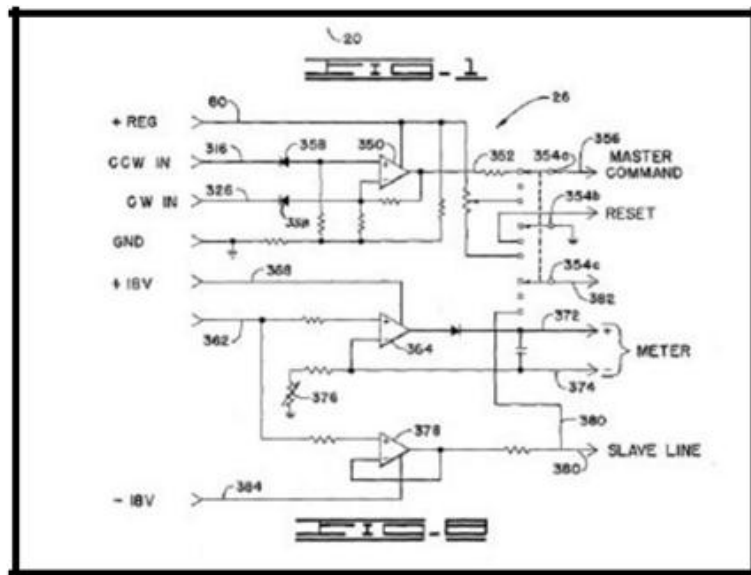 20
FIG-1
60
26
+ REG
CCW IN
316
358
350
352
354a
356
MASTER
COMMAND
CW IN
326
358
354b
RESET
GND
+ 18V
368
354c
382
362
364
372
+
METER
374
-
376
378
380
SLAVE LINE
380
- 18V
384
FIG-8